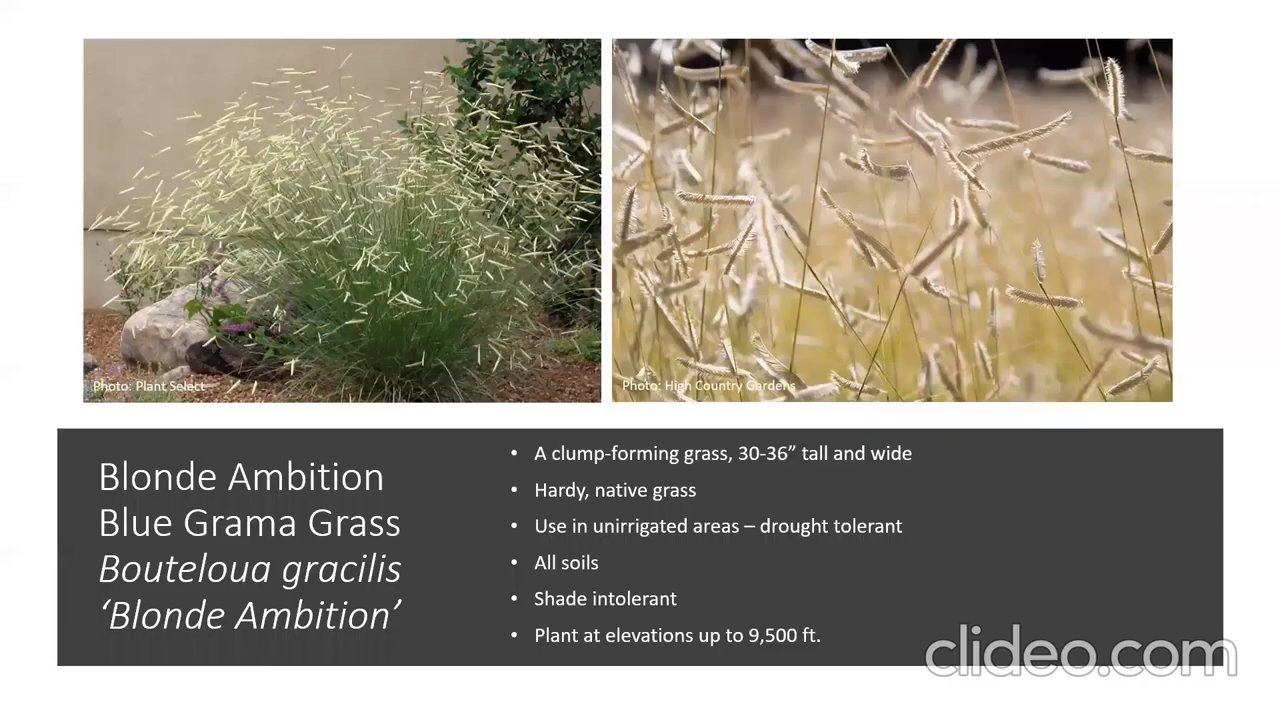 Photo: Plant Select
Photo: High Country Gardens
Blonde Ambition
Blue Grama Grass
Bouteloua gracilis
‘Blonde Ambition’
• A clump-forming grass, 30-36” tall and wide
• Hardy, native grass
• Use in unirrigated areas – drought tolerant
• All soils
• Shade intolerant
• Plant at elevations up to 9,500 ft.
clideo.com